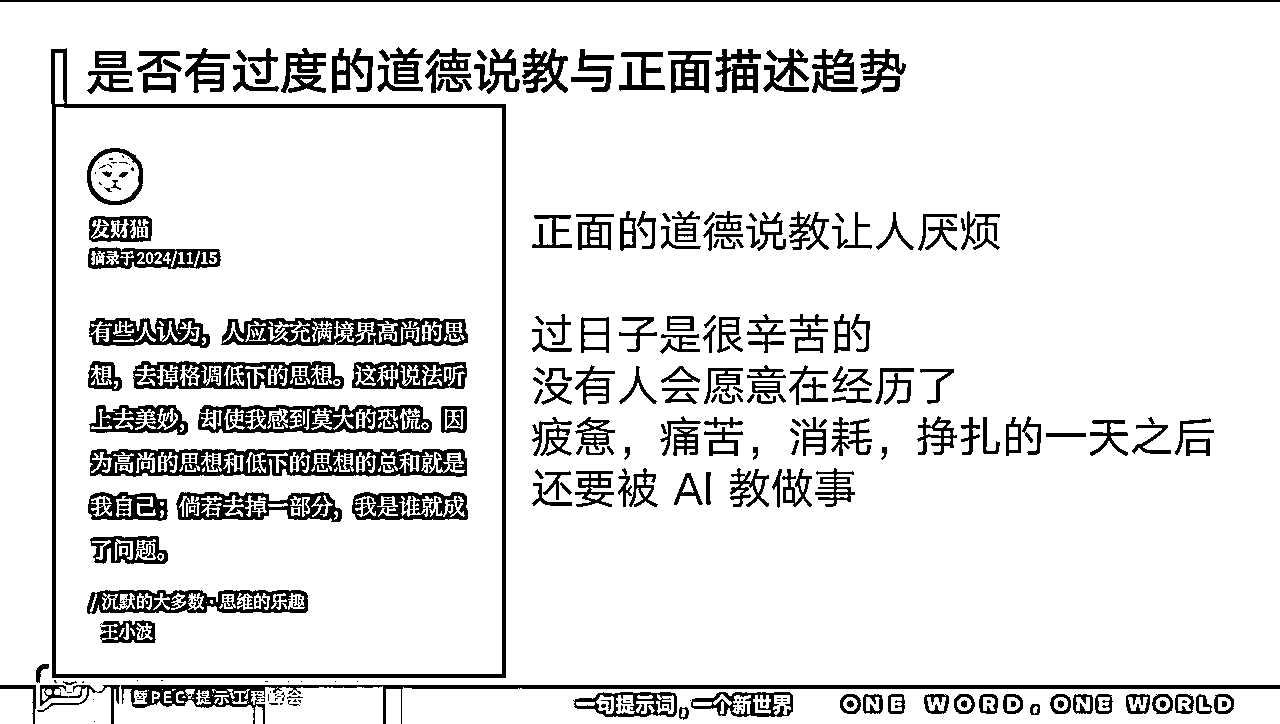 是否有过度的道德说教与正面描述趋势
发财猫
摘录于2024/11/15
有些人认为，人应该充满境界高尚的思
想，去掉格调低下的思想。这种说法听
上去美妙，却使我感到莫大的恐慌。因
为高尚的思想和低下的思想的总和就是
我自己；倘若去掉一部分，我是谁就成
了问题。
/ 沉默的大多数·思维的乐趣
王小波
正面的道德说教让人厌烦
过日子是很辛苦的
没有人会愿意在经历了
疲惫，痛苦，消耗，挣扎的一天之后
还要被 AI 教做事
暨PEC·提示工程峰会
一句提示词，一个新世界
ONE WORD, ONE WORLD